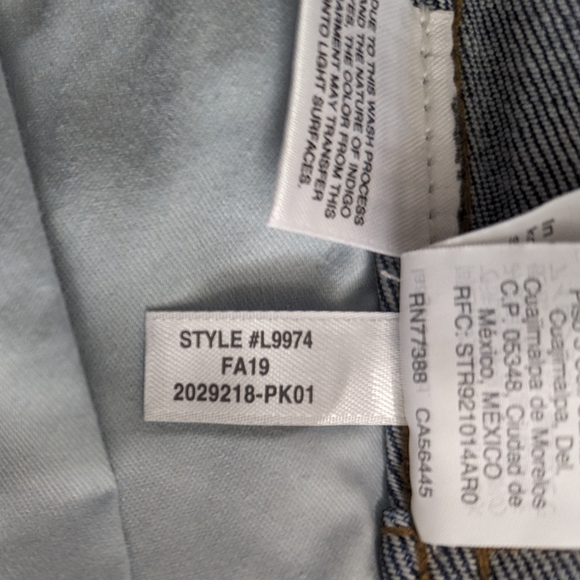 DUE TO THIS WASH PROCESS
AND THE NATURE OF INDIGO
THE COLOR FROM THIS
GARMENT MAY TRANSFER
ONTO LIGHT SURFACES.
STYLE #L9974
FA19
2029218-PK01
Cuajimalpa, Del.
Cuajimalpa de Morelos
C.P. 05348, Ciudad de
México, MEXICO
RFC: STR921014AR0
RN77388 CA56445